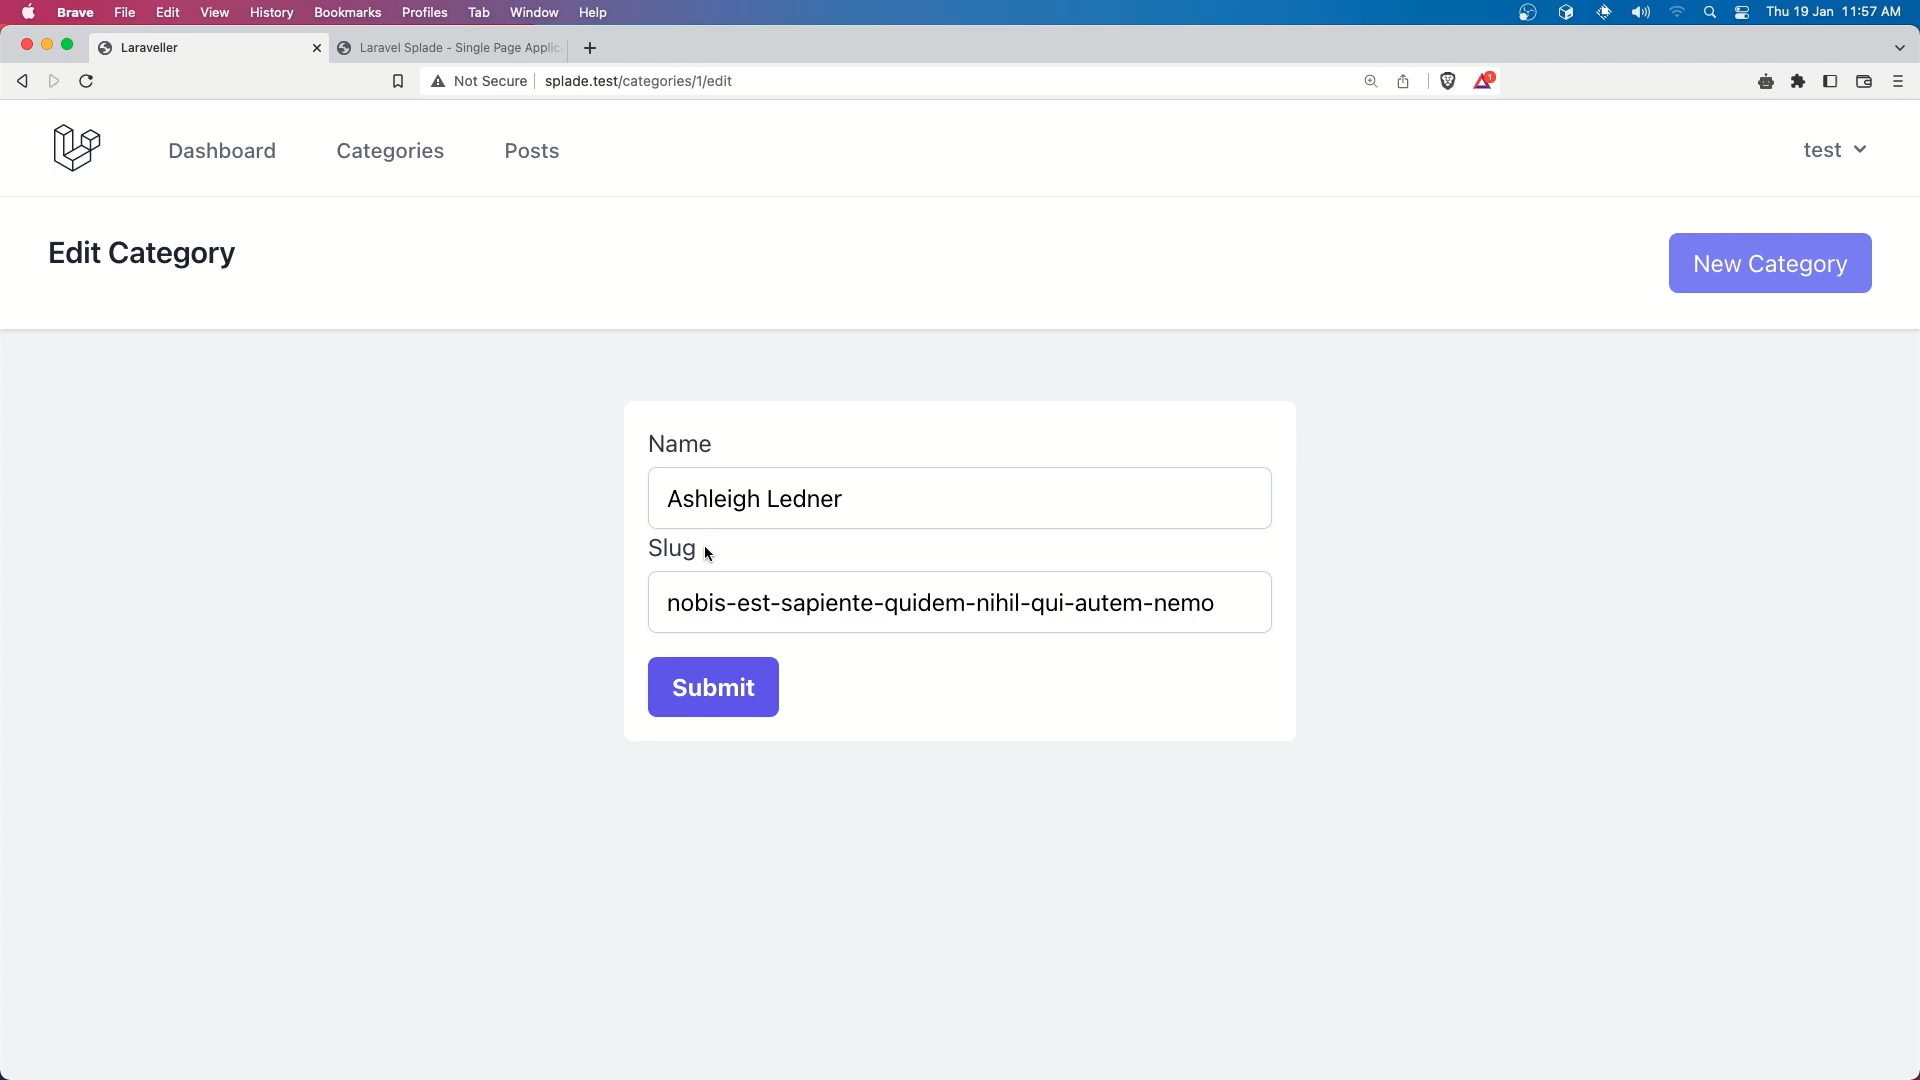 Brave File Edit View History Bookmarks Profiles Tab Window Help Thu 19 Jan 11:57 AM
Laraveller Laravel Splade - Single Page Applic
Not Secure splade.test/categories/1/edit 1
Dashboard Categories Posts test
Edit Category New Category
Name
Ashleigh Ledner
Slug
nobis-est-sapiente-quidem-nihil-qui-autem-nemo
Submit